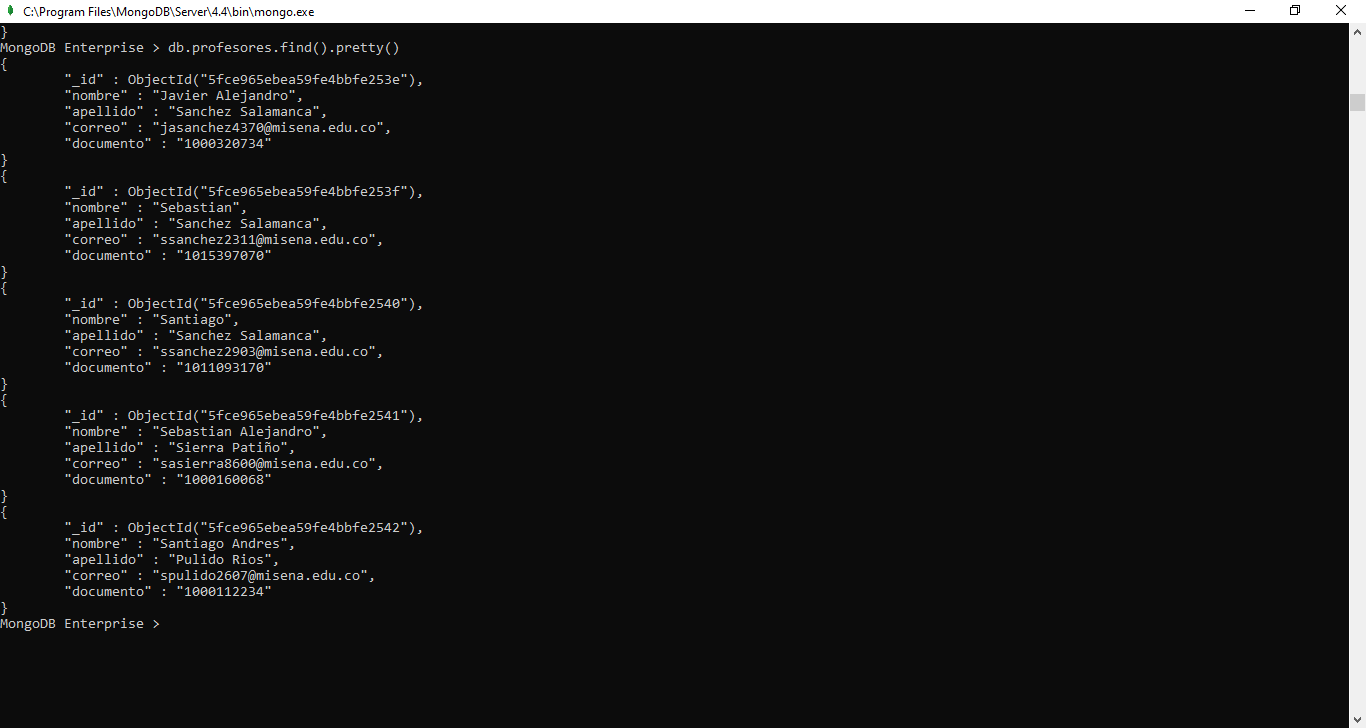 C:\Program Files\MongoDB\Server\4.4\bin\mongo.exe
}
MongoDB Enterprise > db.profesores.find().pretty()
{
        "_id" : ObjectId("5fce965ebea59fe4bbfe253e"),
        "nombre" : "Javier Alejandro",
        "apellido" : "Sanchez Salamanca",
        "correo" : "jasanchez4370@misena.edu.co",
        "documento" : "1000320734"
}
{
        "_id" : ObjectId("5fce965ebea59fe4bbfe253f"),
        "nombre" : "Sebastian",
        "apellido" : "Sanchez Salamanca",
        "correo" : "ssanchez2311@misena.edu.co",
        "documento" : "1015397070"
}
{
        "_id" : ObjectId("5fce965ebea59fe4bbfe2540"),
        "nombre" : "Santiago",
        "apellido" : "Sanchez Salamanca",
        "correo" : "ssanchez2903@misena.edu.co",
        "documento" : "1011093170"
}
{
        "_id" : ObjectId("5fce965ebea59fe4bbfe2541"),
        "nombre" : "Sebastian Alejandro",
        "apellido" : "Sierra Patiño",
        "correo" : "sasierra8600@misena.edu.co",
        "documento" : "1000160068"
}
{
        "_id" : ObjectId("5fce965ebea59fe4bbfe2542"),
        "nombre" : "Santiago Andres",
        "apellido" : "Pulido Rios",
        "correo" : "spulido2607@misena.edu.co",
        "documento" : "1000112234"
}
MongoDB Enterprise >